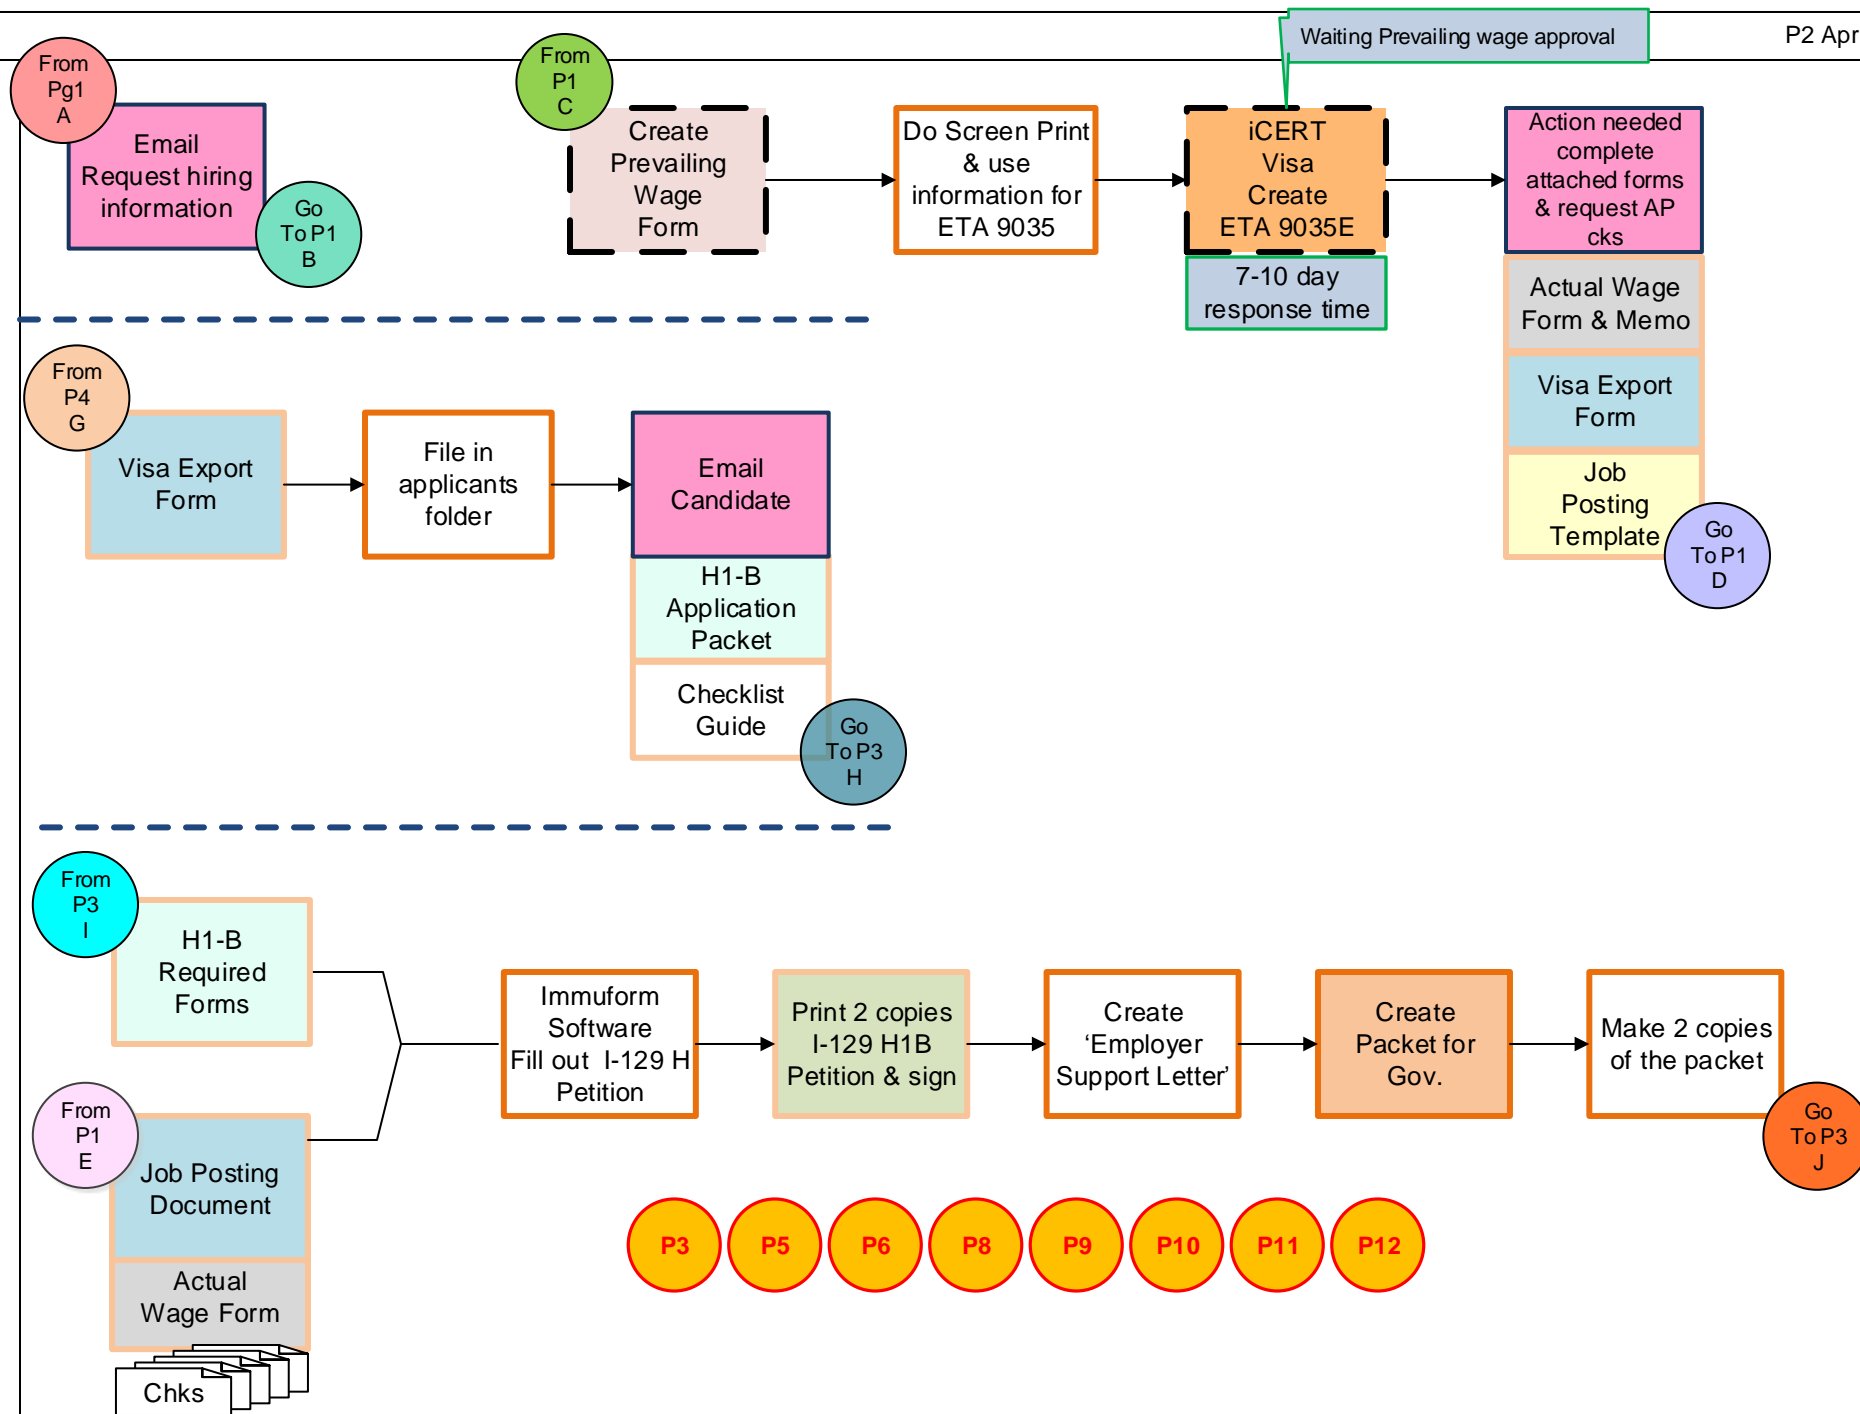 Waiting Prevailing wage approval
P2 Apr
From
Pg1
A
Email
Request hiring
information
Go
To P1
B
From
P1
C
Create
Prevailing
Wage
Form
Do Screen Print
& use
information for
ETA 9035
iCERT
Visa
Create
ETA 9035E
7-10 day
response time
Action needed
complete
attached forms
& request AP
cks
Actual Wage
Form & Memo
Visa Export
Form
Job
Posting
Template
Go
To P1
D
From
P4
G
Visa Export
Form
File in
applicants
folder
Email
Candidate
H1-B
Application
Packet
Checklist
Guide
Go
To P3
H
From
P3
I
H1-B
Required
Forms
From
P1
E
Job Posting
Document
Actual
Wage Form
Chks
Immuform
Software
Fill out I-129 H
Petition
Print 2 copies
I-129 H1B
Petition & sign
Create
‘Employer
Support Letter’
Create
Packet for
Gov.
Make 2 copies
of the packet
Go
To P3
J
P3
P5
P6
P8
P9
P10
P11
P12